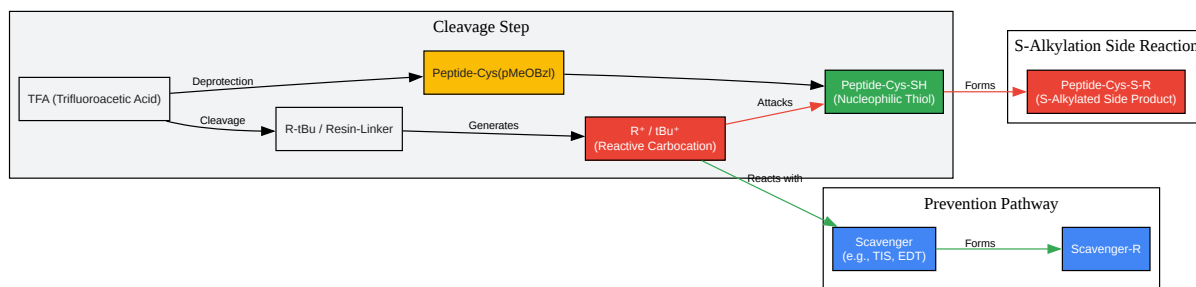 Cleavage Step
S-Alkylation Side Reaction
TFA (Trifluoroacetic Acid)
Deprotection
Peptide-Cys(pMeOBzl)
Peptide-Cys-SH
(Nucleophilic Thiol)
Forms
Peptide-Cys-S-R
(S-Alkylated Side Product)
Cleavage
R-tBu / Resin-Linker
Generates
R⁺ / tBu⁺
(Reactive Carbocation)
Attacks
Reacts with
Prevention Pathway
Scavenger
(e.g., TIS, EDT)
Forms
Scavenger-R